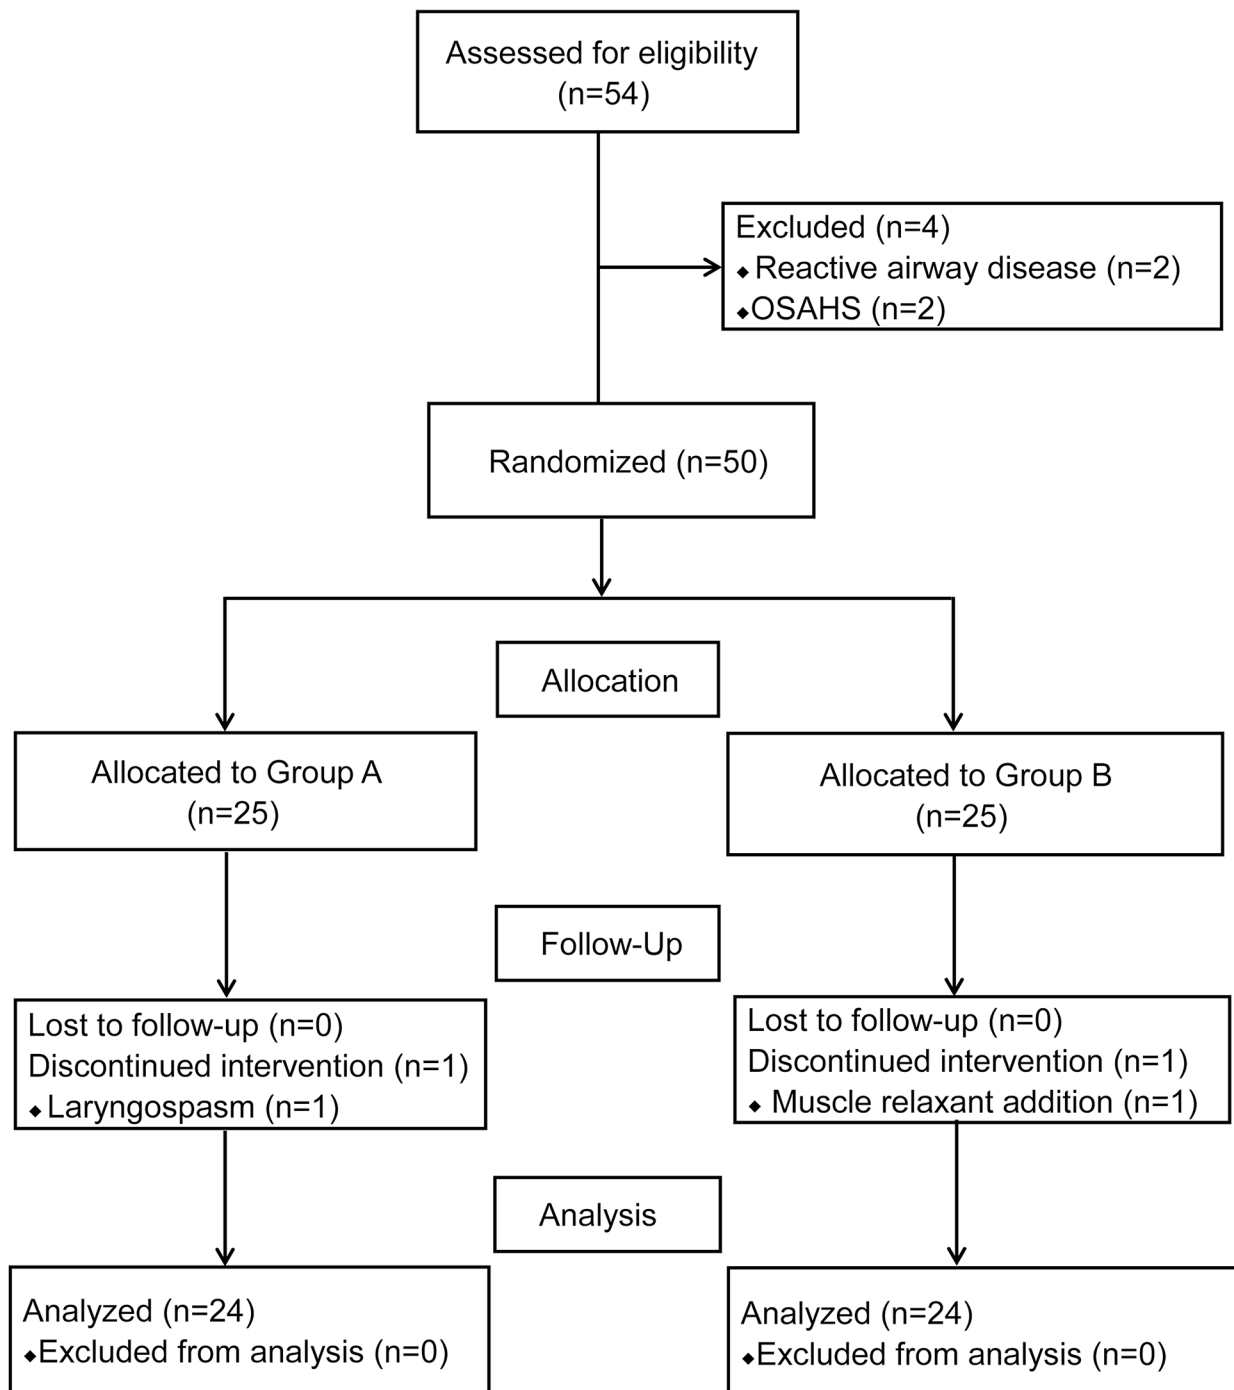 Assessed for eligibility
(n=54)
Excluded (n=4)
◆Reactive airway disease (n=2)
◆OSAHS (n=2)
Randomized (n=50)
Allocation
Allocated to Group A
(n=25)
Allocated to Group B
(n=25)
Follow-Up
Lost to follow-up (n=0)
Discontinued intervention (n=1)
◆Laryngospasm (n=1)
Lost to follow-up (n=0)
Discontinued intervention (n=1)
◆ Muscle relaxant addition (n=1)
Analysis
Analyzed (n=24)
◆Excluded from analysis (n=0)
Analyzed (n=24)
◆Excluded from analysis (n=0)